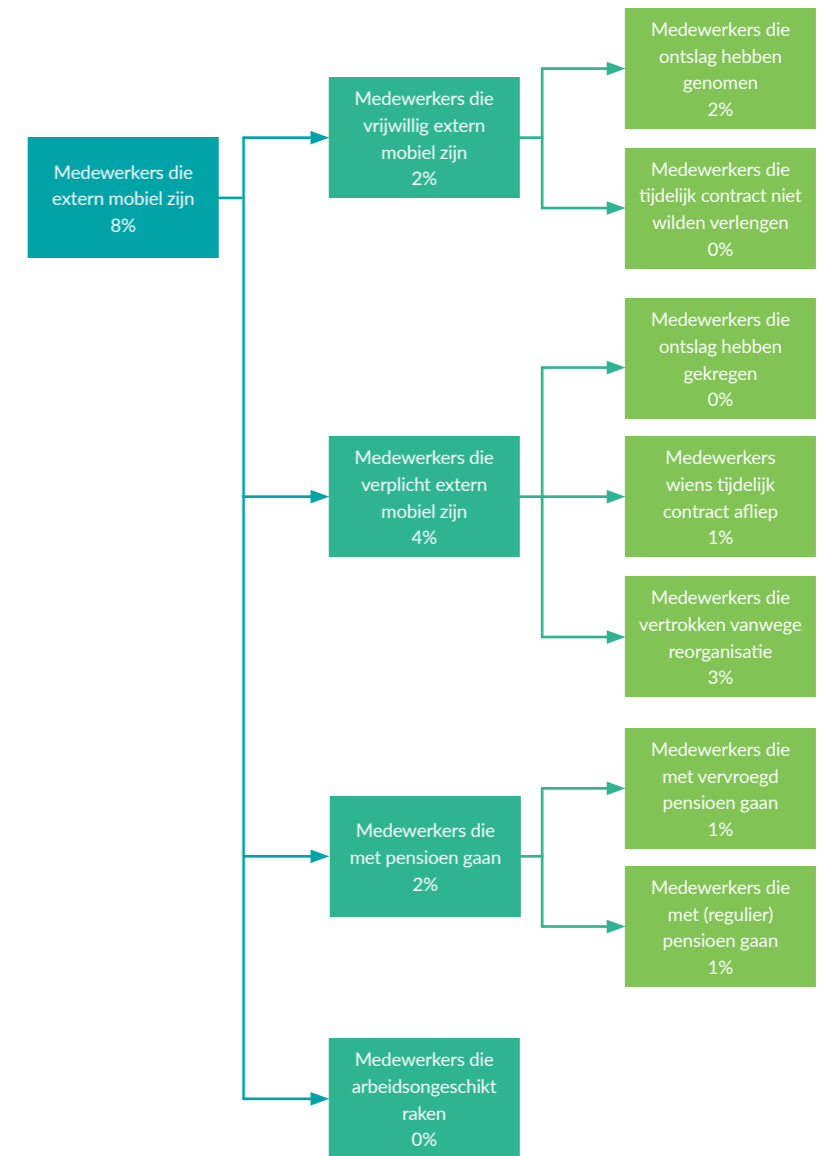 Medewerkers die
extern mobiel zijn
8%
Medewerkers die
vrijwillig extern
mobiel zijn
2%
Medewerkers die
ontslag hebben
genomen
2%
Medewerkers die
tijdelijk contract niet
wilden verlengen
0%
Medewerkers die
verplicht extern
mobiel zijn
4%
Medewerkers die
ontslag hebben
gekregen
0%
Medewerkers
wiens tijdelijk
contract afliep
1%
Medewerkers die
vertrokken vanwege
reorganisatie
3%
Medewerkers die
met pensioen gaan
2%
Medewerkers die
met vervroegd
pensioen gaan
1%
Medewerkers die
met (regulier)
pensioen gaan
1%
Medewerkers die
arbeidsongeschikt
raken
0%